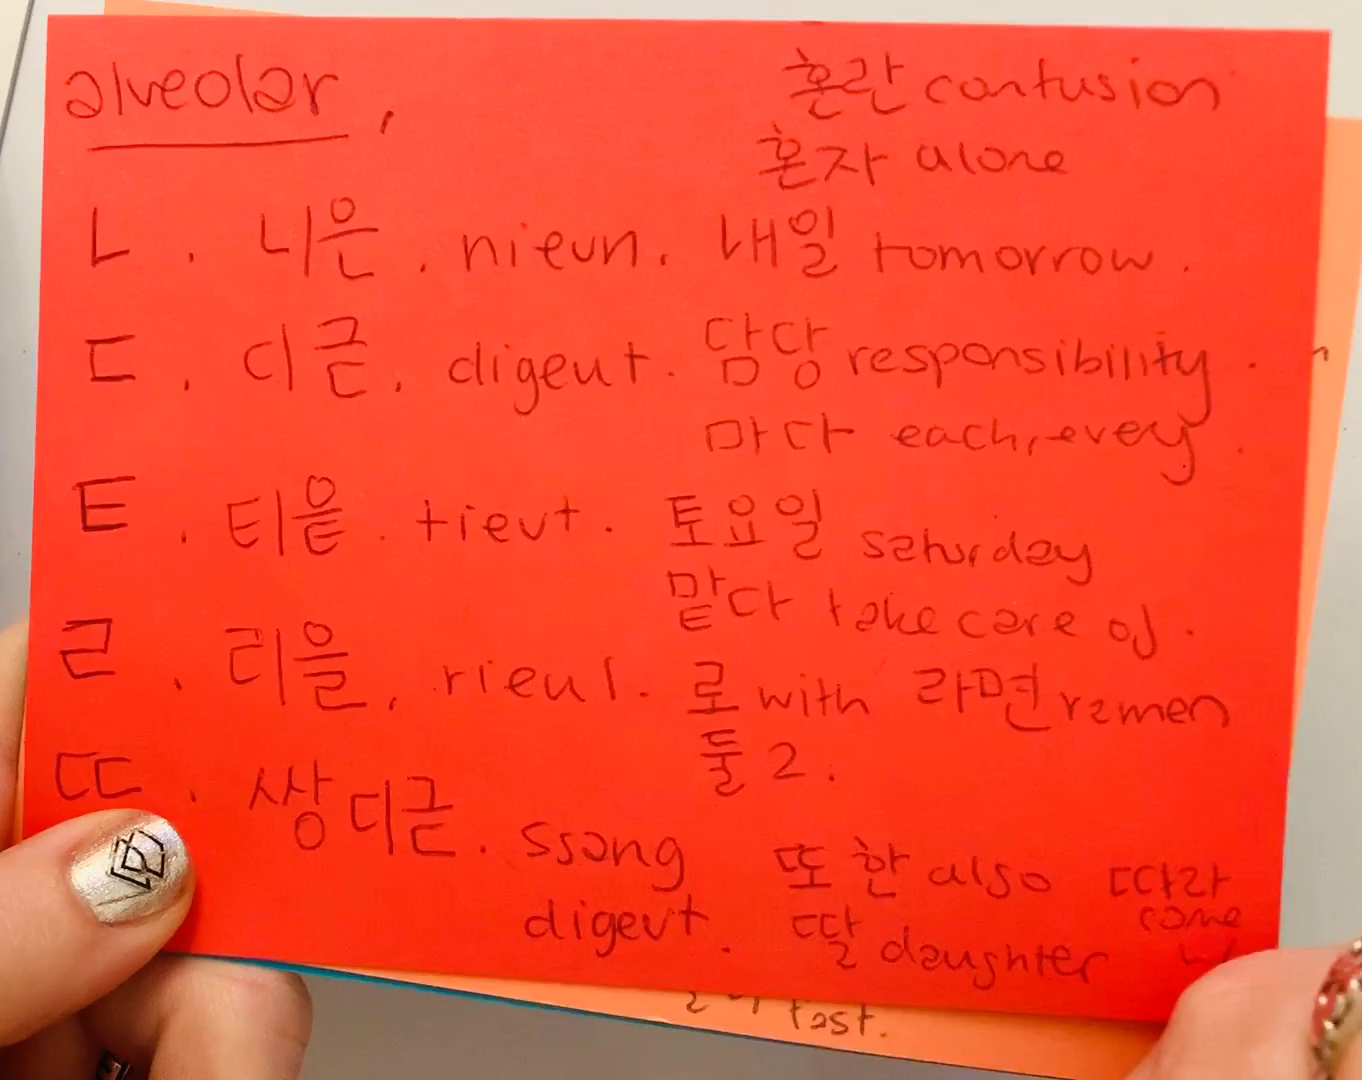 alveolar,
혼란 confusion
혼자 alone
ㄴ. 니은. nieun. 내일 tomorrow.
ㄷ. 디귿. digeut. 담당 responsibility.
마다 each, every.
ㅌ. 티읕. tieut. 토요일 saturday
맡다 take care of.
ㄹ. 리을. rieul. 로 with 라면 ramen
둘 2.
ㄸ. 쌍디귿. ssang digeut. 또한 also 따라 come
딸 daughter
fast.